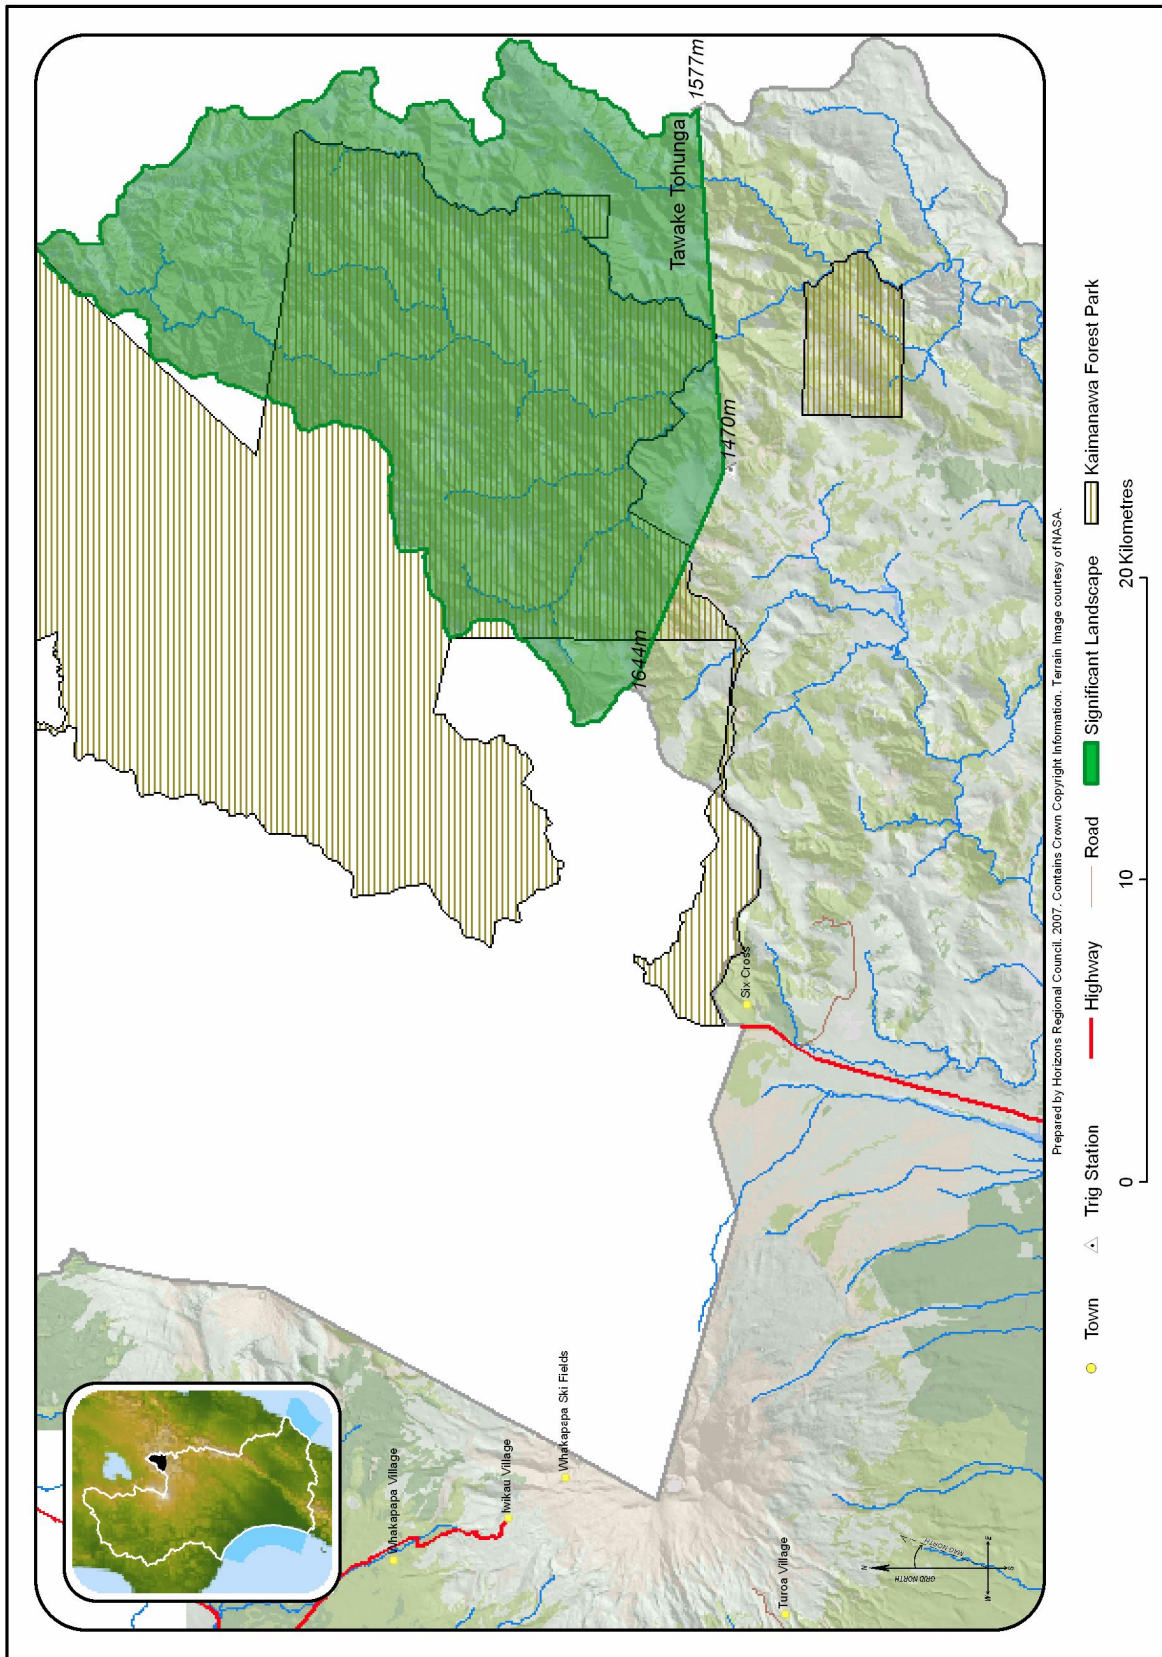 Tawake Tohunga
1577m
1470m
1644m
Six Cross
Whakapapa Village
Iwikau Village
Whakapapa Ski Fields
Turoa Village
N
MAG NORTH
GRID NORTH
W
E
S
Prepared by Horizons Regional Council. 2007. Contains Crown Copyright Information. Terrain Image courtesy of NASA.
Town
Trig Station
Highway
Road
Significant Landscape
Kaimanawa Forest Park
0
10
20 Kilometres